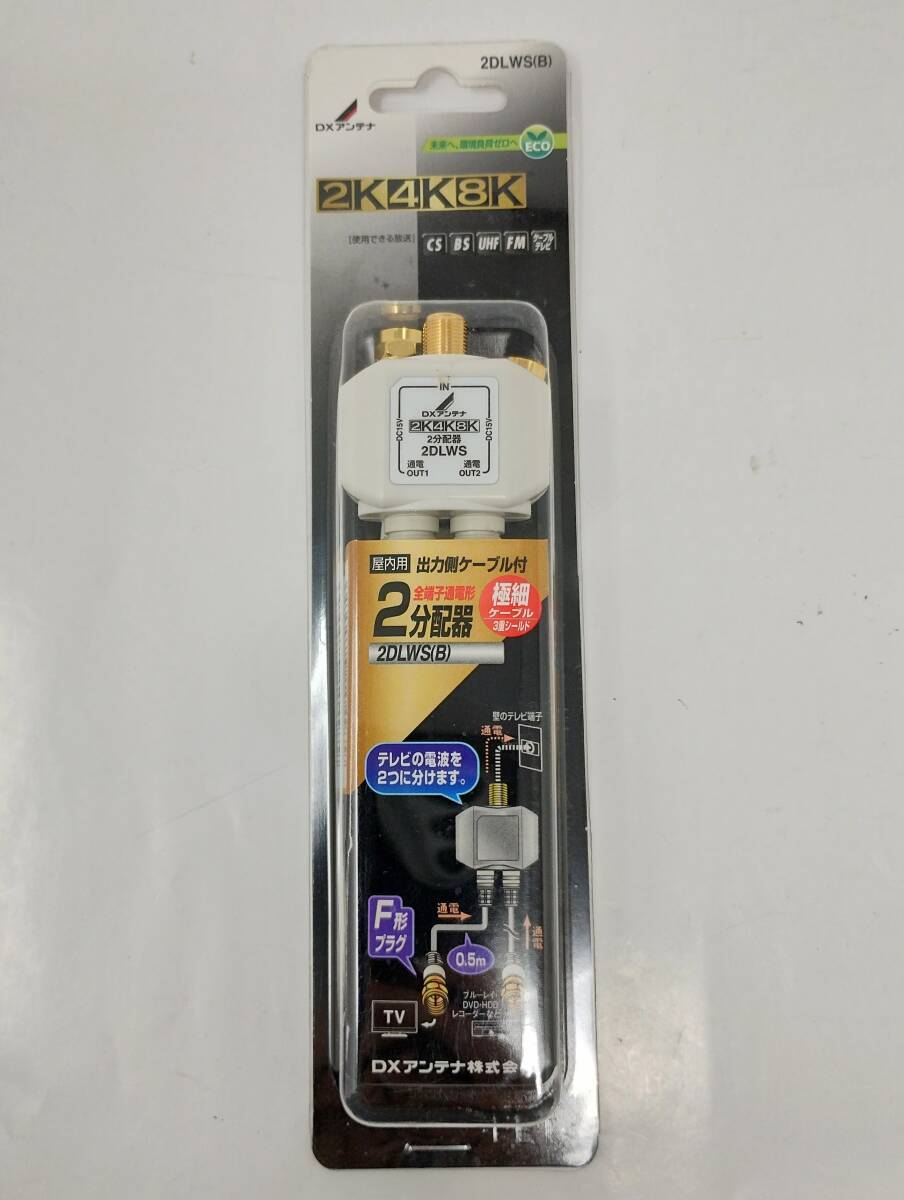 2DLWS(B)
DXアンテナ
未来へ、環境負荷ゼロへ
ECO
2K4K8K
[使用できる放送]
CS BS UHF FM ケーブルテレビ
IN
DXアンテナ
2K4K8K
2分配器
2DLWS
DC15V
DC15V
通電 通電
OUT1 OUT2
屋内用 出力側ケーブル付
全端子通電形
2分配器
2DLWS(B)
極細
ケーブル
3重シールド
壁のテレビ端子
通電
テレビの電波を
2つに分けます。
通電
通電
F形
プラグ
0.5m
TV
ブルーレイ・
DVD・HDD
レコーダーなど
DXアンテナ株式会